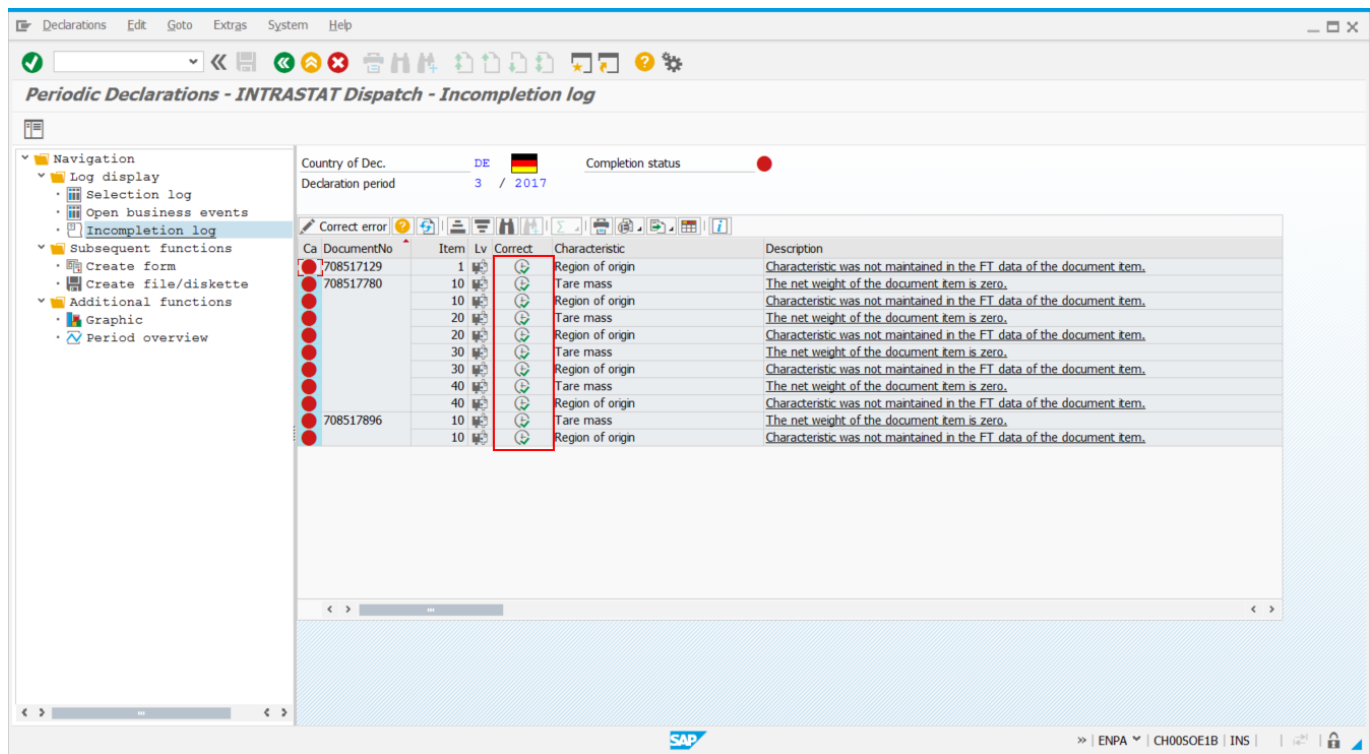 Declarations Edit Goto Extras System Help
Periodic Declarations - INTRASTAT Dispatch - Incompletion log
Navigation
Log display
Selection log
Open business events
Incompletion log
Subsequent functions
Create form
Create file/diskette
Additional functions
Graphic
Period overview
Country of Dec. DE Completion status
Declaration period 3 / 2017
Correct error
Ca DocumentNo Item Lv Correct Characteristic Description
708517129 1 Region of origin Characteristic was not maintained in the FT data of the document item.
708517780 10 Tare mass The net weight of the document item is zero.
10 Region of origin Characteristic was not maintained in the FT data of the document item.
20 Tare mass The net weight of the document item is zero.
20 Region of origin Characteristic was not maintained in the FT data of the document item.
30 Tare mass The net weight of the document item is zero.
30 Region of origin Characteristic was not maintained in the FT data of the document item.
40 Tare mass The net weight of the document item is zero.
40 Region of origin Characteristic was not maintained in the FT data of the document item.
708517896 10 Tare mass The net weight of the document item is zero.
10 Region of origin Characteristic was not maintained in the FT data of the document item.
SAP » ENPA CH00SOE1B INS